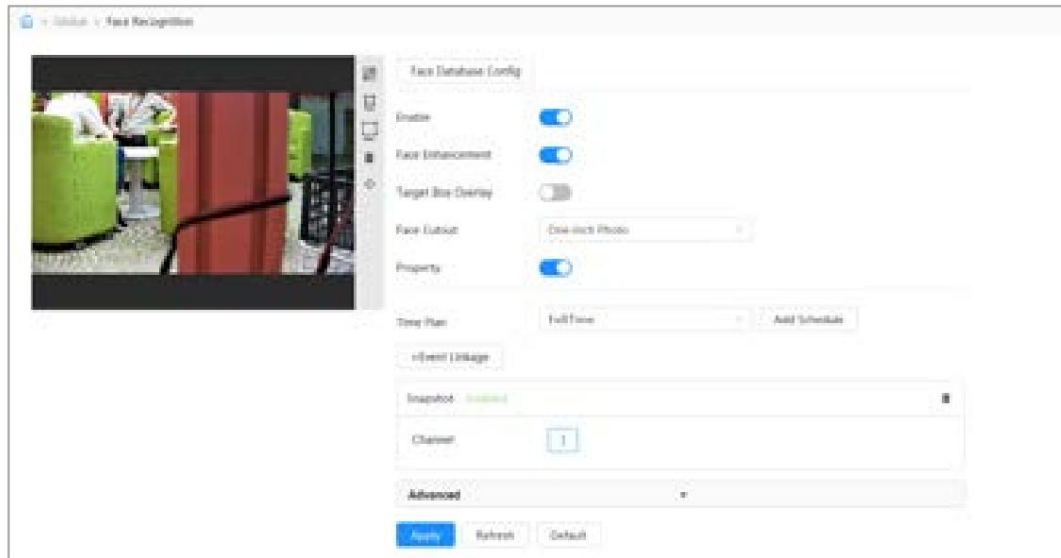 Face Recognition
Face Database Config
Enable
Face Enhancement
Target Box Overlay
Face Cutout One-inch Photo
Property
Time Plan Full Time Add Schedule
+Event Linkage
Snapshot Enabled
Channel 1
Advanced
Apply Refresh Default